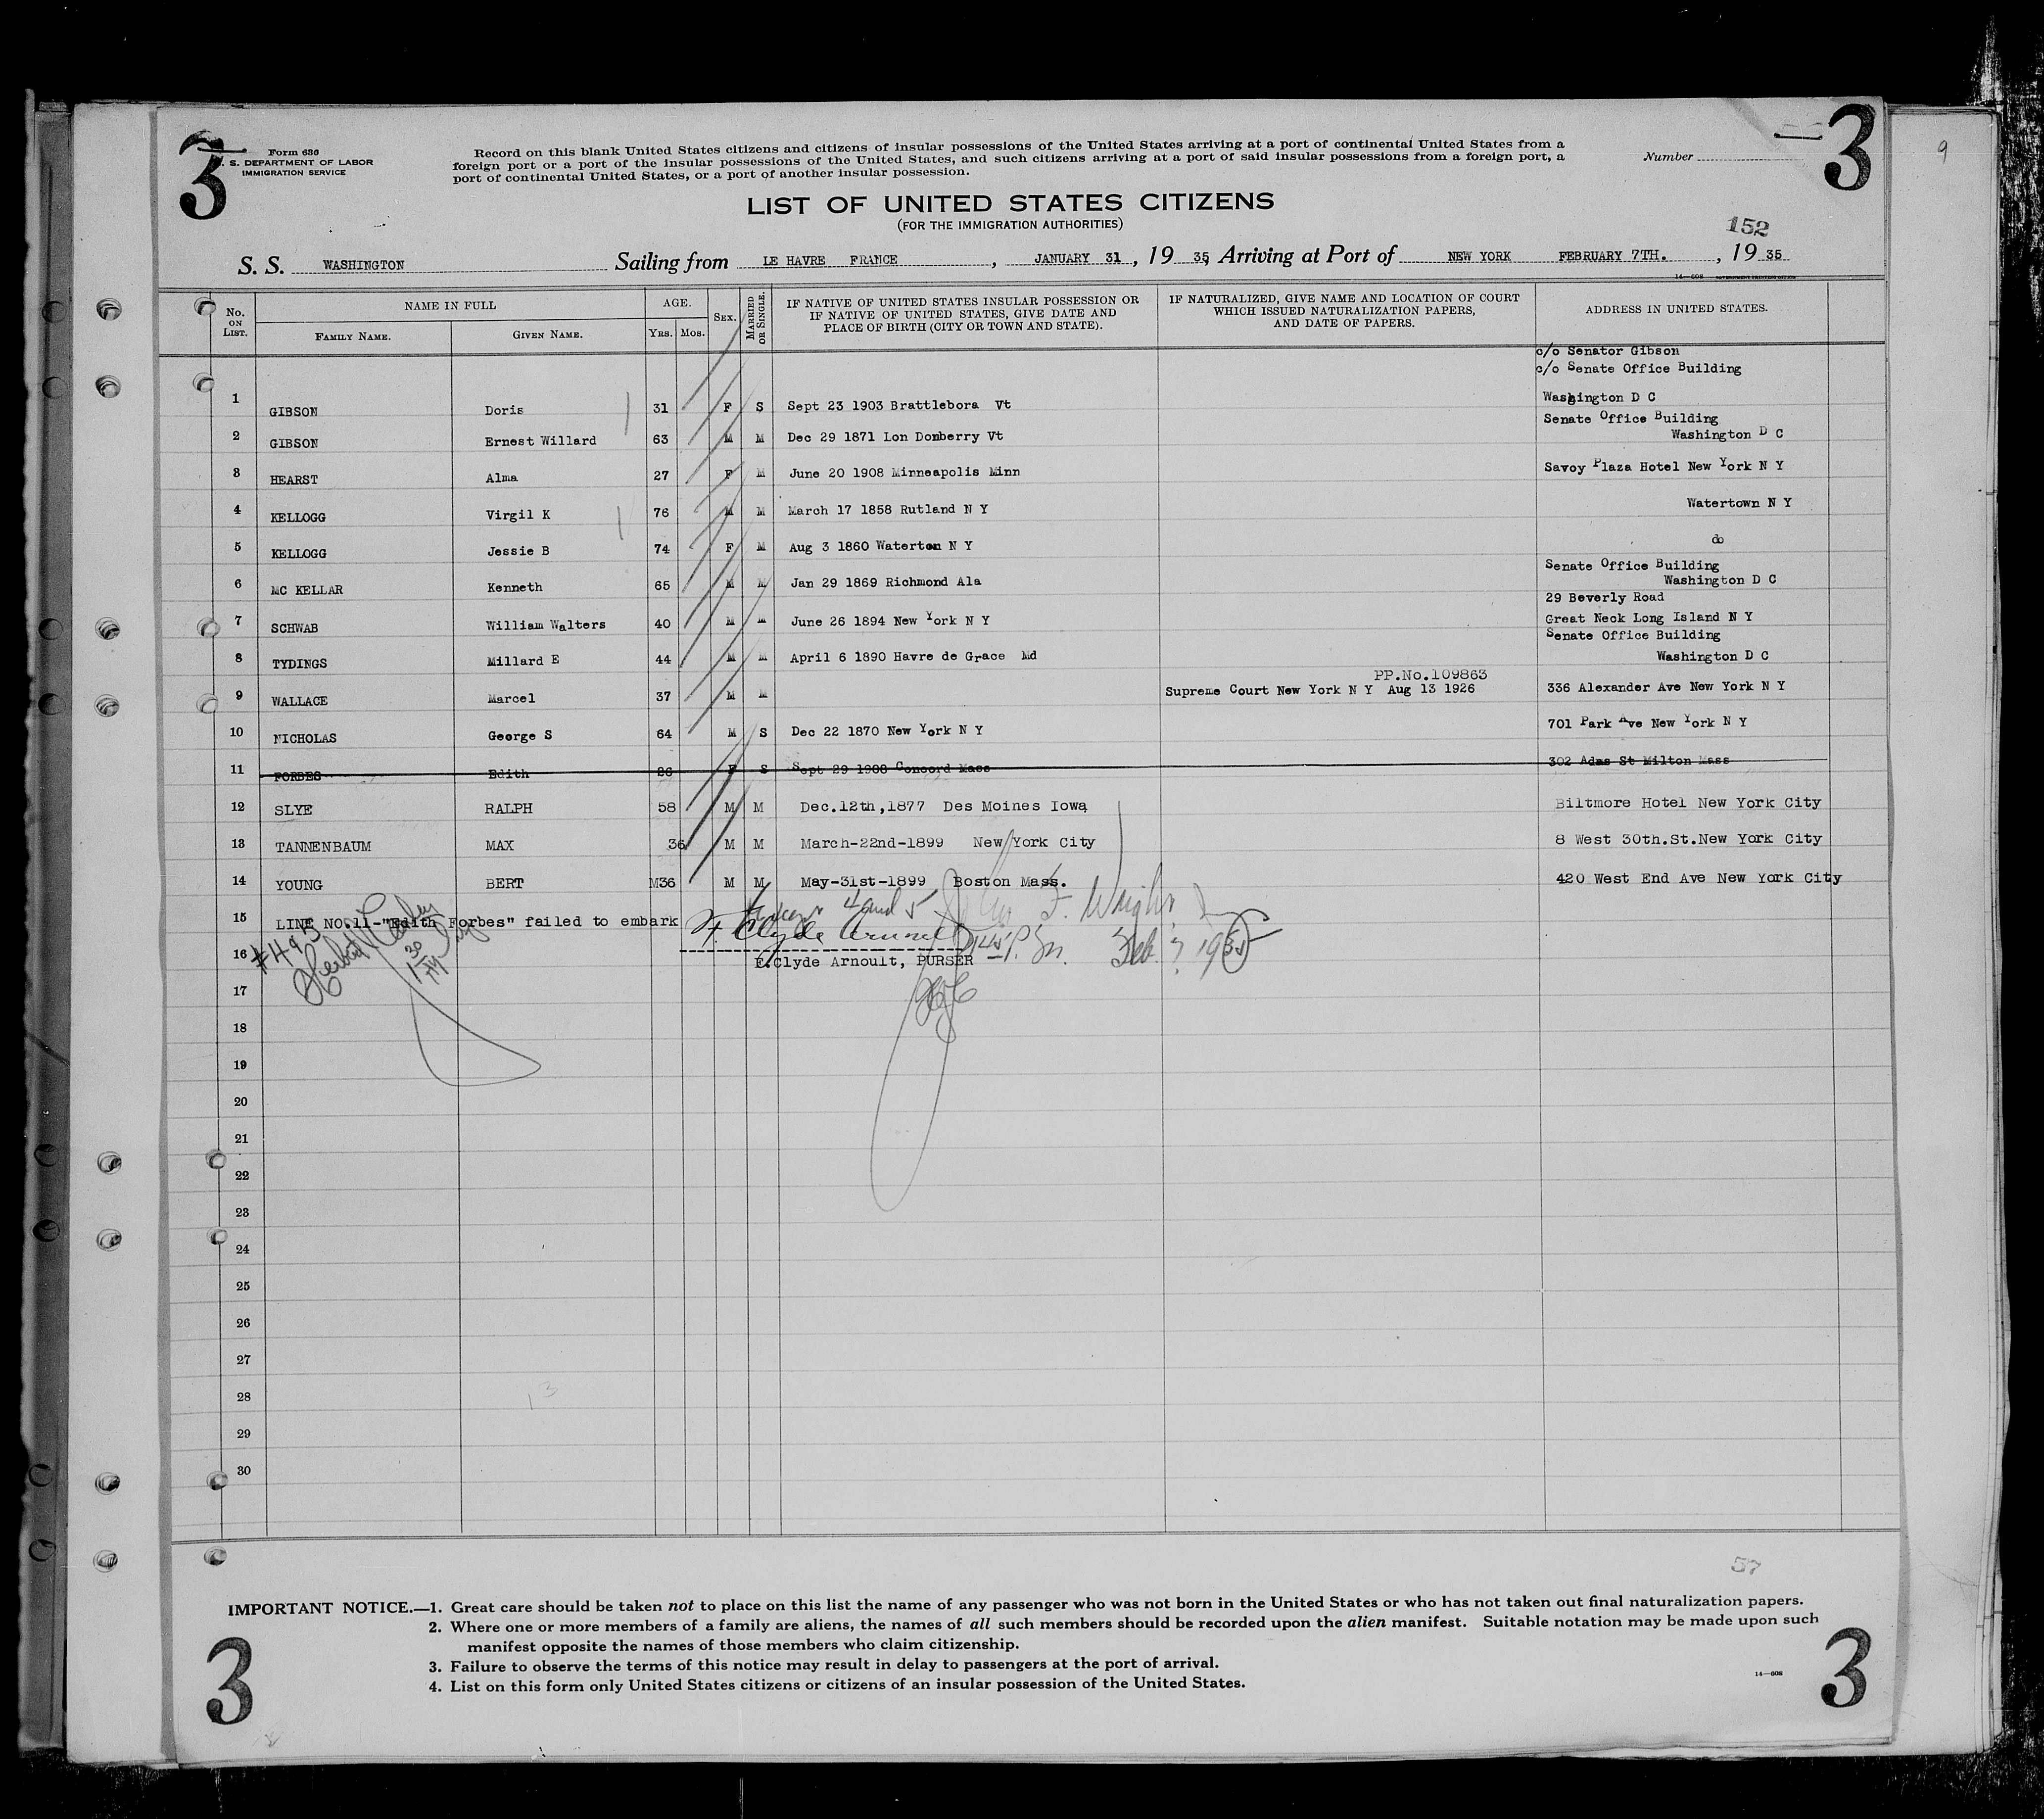 3
3
9
Form 630
U. S. DEPARTMENT OF LABOR
IMMIGRATION SERVICE
Record on this blank United States citizens and citizens of insular possessions of the United States arriving at a port of continental United States from a
foreign port or a port of the insular possessions of the United States, and such citizens arriving at a port of said insular possessions from a foreign port, a
port of continental United States, or a port of another insular possession.
Number
LIST OF UNITED STATES CITIZENS
(FOR THE IMMIGRATION AUTHORITIES)
152
S. S. WASHINGTON Sailing from LE HAVRE FRANCE , JANUARY 31 , 19 35, Arriving at Port of NEW YORK FEBRUARY 7TH. , 19 35
14—608 GOVERNMENT PRINTING OFFICE
No. ON LIST. NAME IN FULL FAMILY NAME. GIVEN NAME. AGE. YRS. MOS. SEX. MARRIED OR SINGLE.
IF NATIVE OF UNITED STATES INSULAR POSSESSION OR
IF NATIVE OF UNITED STATES, GIVE DATE AND
PLACE OF BIRTH (CITY OR TOWN AND STATE).
IF NATURALIZED, GIVE NAME AND LOCATION OF COURT
WHICH ISSUED NATURALIZATION PAPERS,
AND DATE OF PAPERS.
ADDRESS IN UNITED STATES.
c/o Senator Gibson
c/o Senate Office Building
1 GIBSON Doris 31 F S Sept 23 1903 Brattlebora Vt Washington D C
Senate Office Building
2 GIBSON Ernest Willard 63 M M Dec 29 1871 Lon Domberry Vt Washington D C
3 HEARST Alma 27 F M June 20 1908 Minneapolis Minn Savoy Plaza Hotel New York N Y
4 KELLOGG Virgil K 76 M M March 17 1858 Rutland N Y Watertown N Y
5 KELLOGG Jessie B 74 F M Aug 3 1860 Waterton N Y do
Senate Office Building
6 MC KELLAR Kenneth 65 M M Jan 29 1869 Richmond Ala Washington D C
29 Beverly Road
7 SCHWAB William Walters 40 M M June 26 1894 New York N Y Great Neck Long Island N Y
Senate Office Building
8 TYDINGS Millard E 44 M M April 6 1890 Havre de Grace Md Washington D C
PP.No.109863
9 WALLACE Marcel 37 M M Supreme Court New York N Y Aug 13 1926 336 Alexander Ave New York N Y
10 NICHOLAS George S 64 M S Dec 22 1870 New York N Y 701 Park Ave New York N Y
11 FORBES Edith 26 F S Sept 29 1908 Concord Mass 302 Adas St Milton Mass
12 SLYE RALPH 58 M M Dec.12th,1877 Des Moines Iowa Biltmore Hotel New York City
13 TANNENBAUM MAX 36 M M March-22nd-1899 New York City 8 West 30th.St.New York City
14 YOUNG BERT M36 M M May-31st-1899 Boston Mass. 420 West End Ave New York City
15 LINE NO.11-"Edith Forbes" failed to embark
4 and 5 John F. Wright
#493
F. Clyde Arnoult
Feb. 7 1935
16 F.Clyde Arnoult, PURSER
17
18
19
20
21
22
23
24
25
26
27
28 13
29
30
57
IMPORTANT NOTICE.—1. Great care should be taken not to place on this list the name of any passenger who was not born in the United States or who has not taken out final naturalization papers.
2. Where one or more members of a family are aliens, the names of all such members should be recorded upon the alien manifest. Suitable notation may be made upon such
manifest opposite the names of those members who claim citizenship.
3. Failure to observe the terms of this notice may result in delay to passengers at the port of arrival.
4. List on this form only United States citizens or citizens of an insular possession of the United States.
14—608
3
3